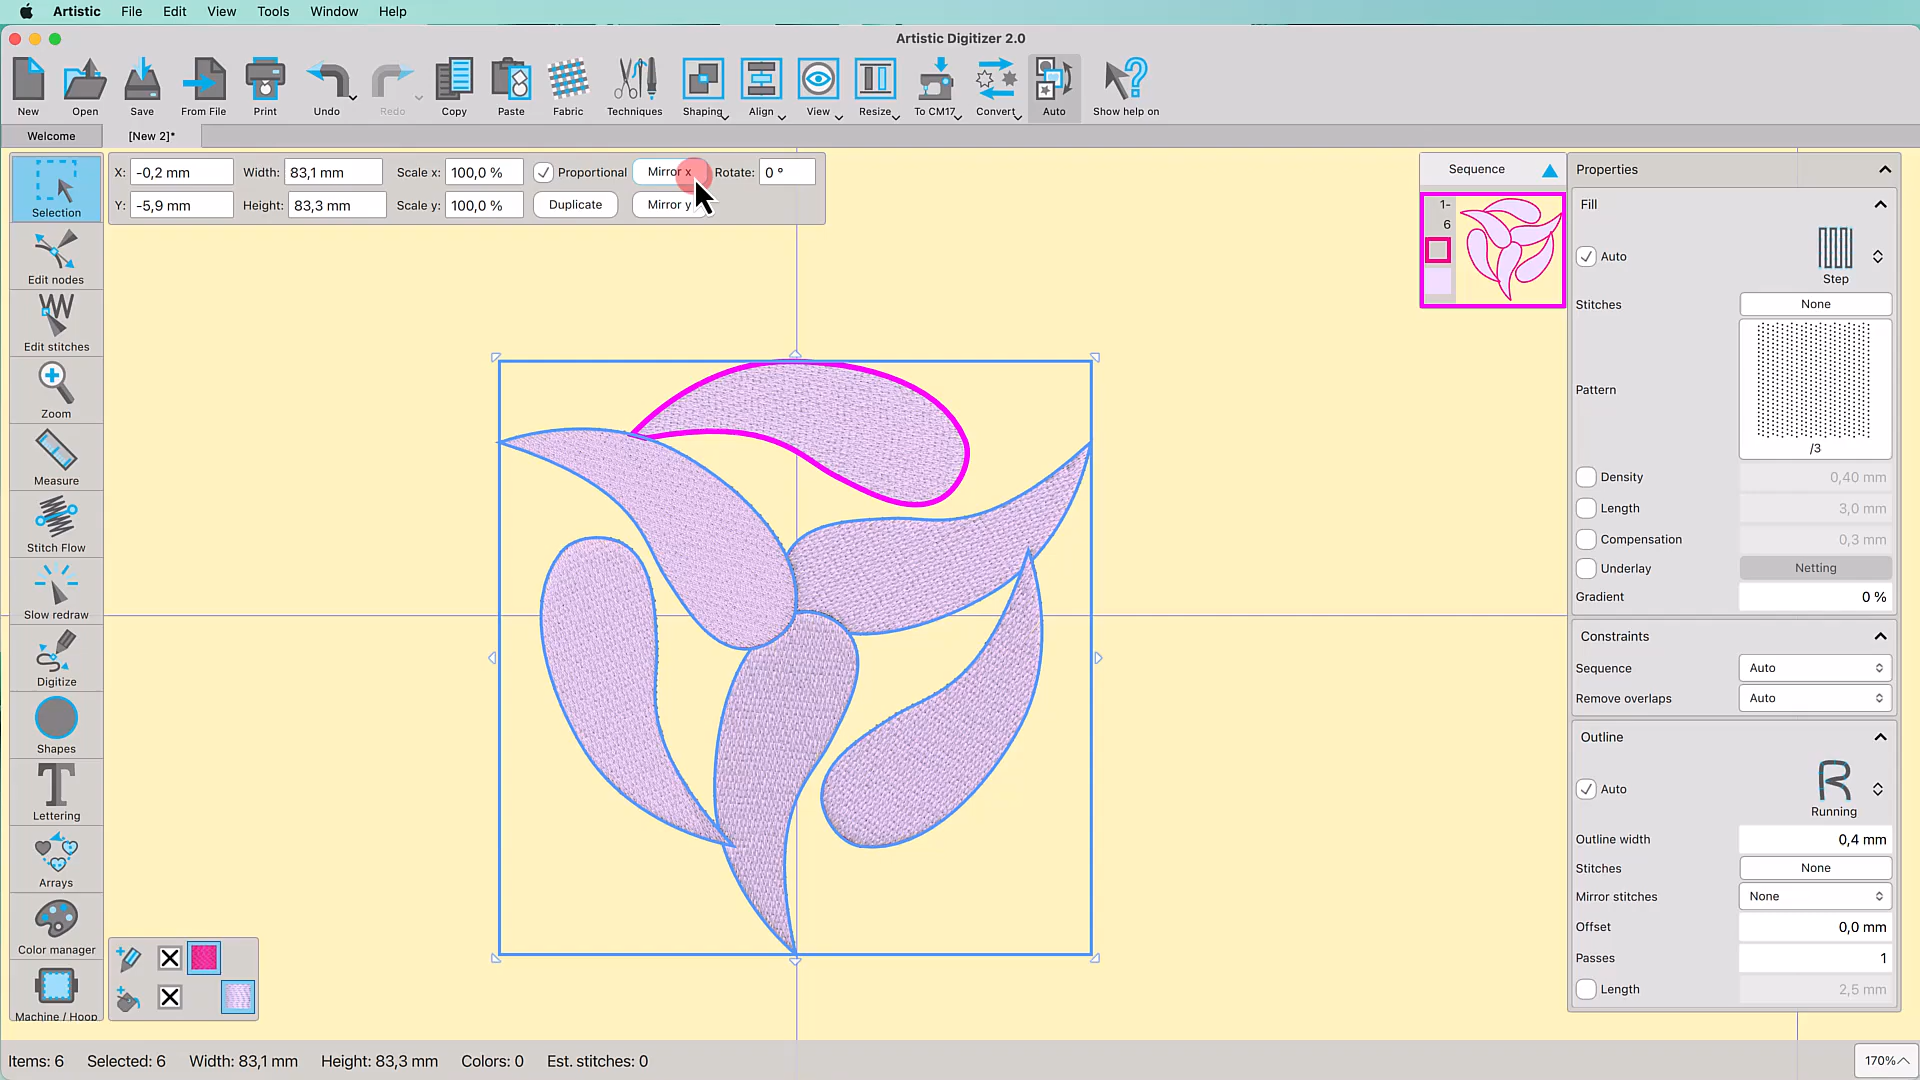 Artistic File Edit View Tools Window Help
Artistic Digitizer 2.0
New Open Save From File Print Undo Redo Copy Paste Fabric Techniques Shaping Align View Resize To CM17 Convert Auto Show help on
Welcome [New 2]*
X: -0,2 mm Width: 83,1 mm Scale x: 100,0 % Proportional Mirror x Rotate: 0 °
Y: -5,9 mm Height: 83,3 mm Scale y: 100,0 % Duplicate Mirror y
Selection
Edit nodes
Edit stitches
Zoom
Measure
Stitch Flow
Slow redraw
Digitize
Shapes
Lettering
Arrays
Color manager
Machine / Hoop
Sequence
1-
6
Properties
Fill
Auto
Step
Stitches None
Pattern
/3
Density 0,40 mm
Length 3,0 mm
Compensation 0,3 mm
Underlay Netting
Gradient 0 %
Constraints
Sequence Auto
Remove overlaps Auto
Outline
Auto
Running
Outline width 0,4 mm
Stitches None
Mirror stitches None
Offset 0,0 mm
Passes 1
Length 2,5 mm
Items: 6 Selected: 6 Width: 83,1 mm Height: 83,3 mm Colors: 0 Est. stitches: 0
170%